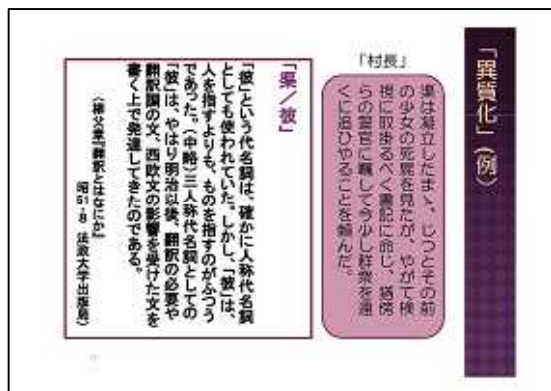 「異質化」(例)
「村長」
渠は凝立したまゝ、じつとその前
の少女の死屍を見たが、やがて検
視に取掛るべく書記に命じ、猶傍
らの警官に嘱して今少し群衆を遠
くに追ひやることを頼んだ。
「渠/彼」
「彼」という代名詞は、確かに人称代名詞
としても使われていた。しかし、「彼」は、
人を指すよりも、ものを指すのがふつう
であった。(中略)三人称代名詞としての
「彼」は、やはり明治以後、翻訳の必要や
翻訳調の文、西欧文の影響を受けた文を
書く上で発達してきたのである。
(柳父章『翻訳とはなにか』
昭51・8 法政大学出版局)